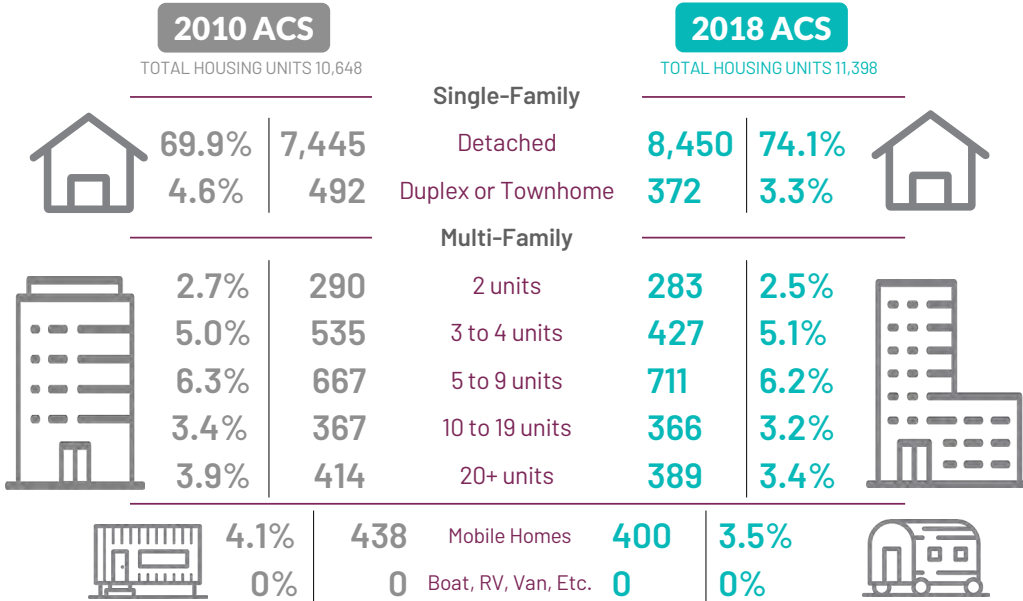 2010 ACS 2018 ACS
TOTAL HOUSING UNITS 10,648 TOTAL HOUSING UNITS 11,398
Single-Family
69.9% 7,445 Detached 8,450 74.1%
4.6% 492 Duplex or Townhome 372 3.3%
Multi-Family
2.7% 290 2 units 283 2.5%
5.0% 535 3 to 4 units 427 5.1%
6.3% 667 5 to 9 units 711 6.2%
3.4% 367 10 to 19 units 366 3.2%
3.9% 414 20+ units 389 3.4%
4.1% 438 Mobile Homes 400 3.5%
0% 0 Boat, RV, Van, Etc. 0 0%